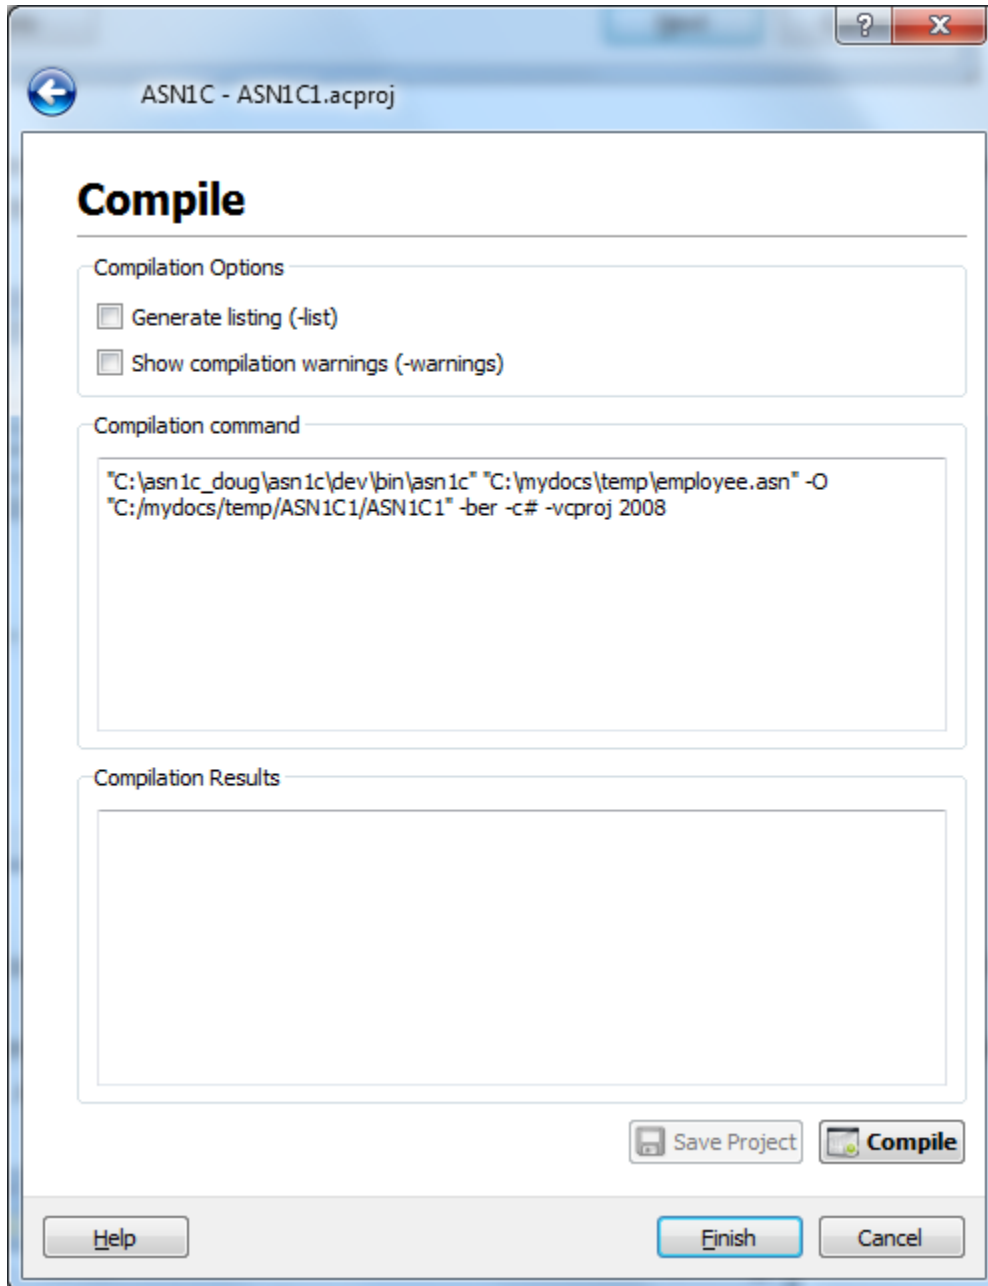 ASN1C - ASN1C1.acproj
Compile
Compilation Options
Generate listing (-list)
Show compilation warnings (-warnings)
Compilation command
"C:\asn1c_doug\asn1c\dev\bin\asn1c" "C:\mydocs\temp\employee.asn" -O
"C:/mydocs/temp/ASN1C1/ASN1C1" -ber -c# -vcproj 2008
Compilation Results
Save Project
Compile
Help
Finish
Cancel